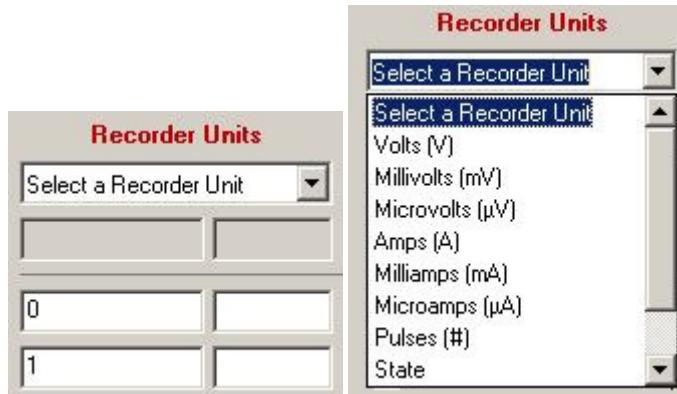 Recorder Units
Select a Recorder Unit
0
1
Recorder Units
Select a Recorder Unit
Select a Recorder Unit
Volts (V)
Millivolts (mV)
Microvolts (µV)
Amps (A)
Milliamps (mA)
Microamps (µA)
Pulses (#)
State